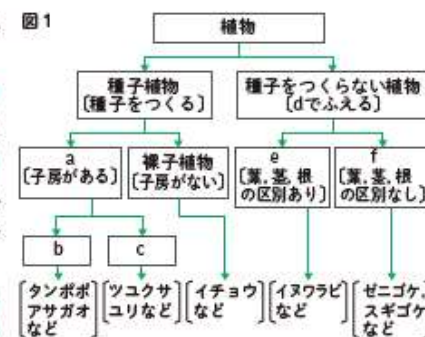 図1
植物
種子植物
〔種子をつくる〕
種子をつくらない植物
〔dでふえる〕
a
〔子房がある〕
裸子植物
〔子房がない〕
e
〔葉,茎,根
の区別あり〕
f
〔葉,茎,根
の区別なし〕
b
c
タンポポ
アサガオ
など
ツユクサ
ユリなど
イチョウ
など
イヌワラビ
など
ゼニゴケ,
スギゴケ
など